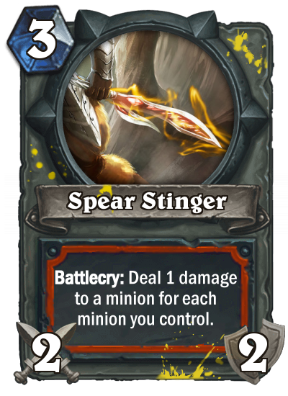 3
Spear Stinger
Battlecry: Deal 1 damage
to a minion for each
minion you control.
2 2